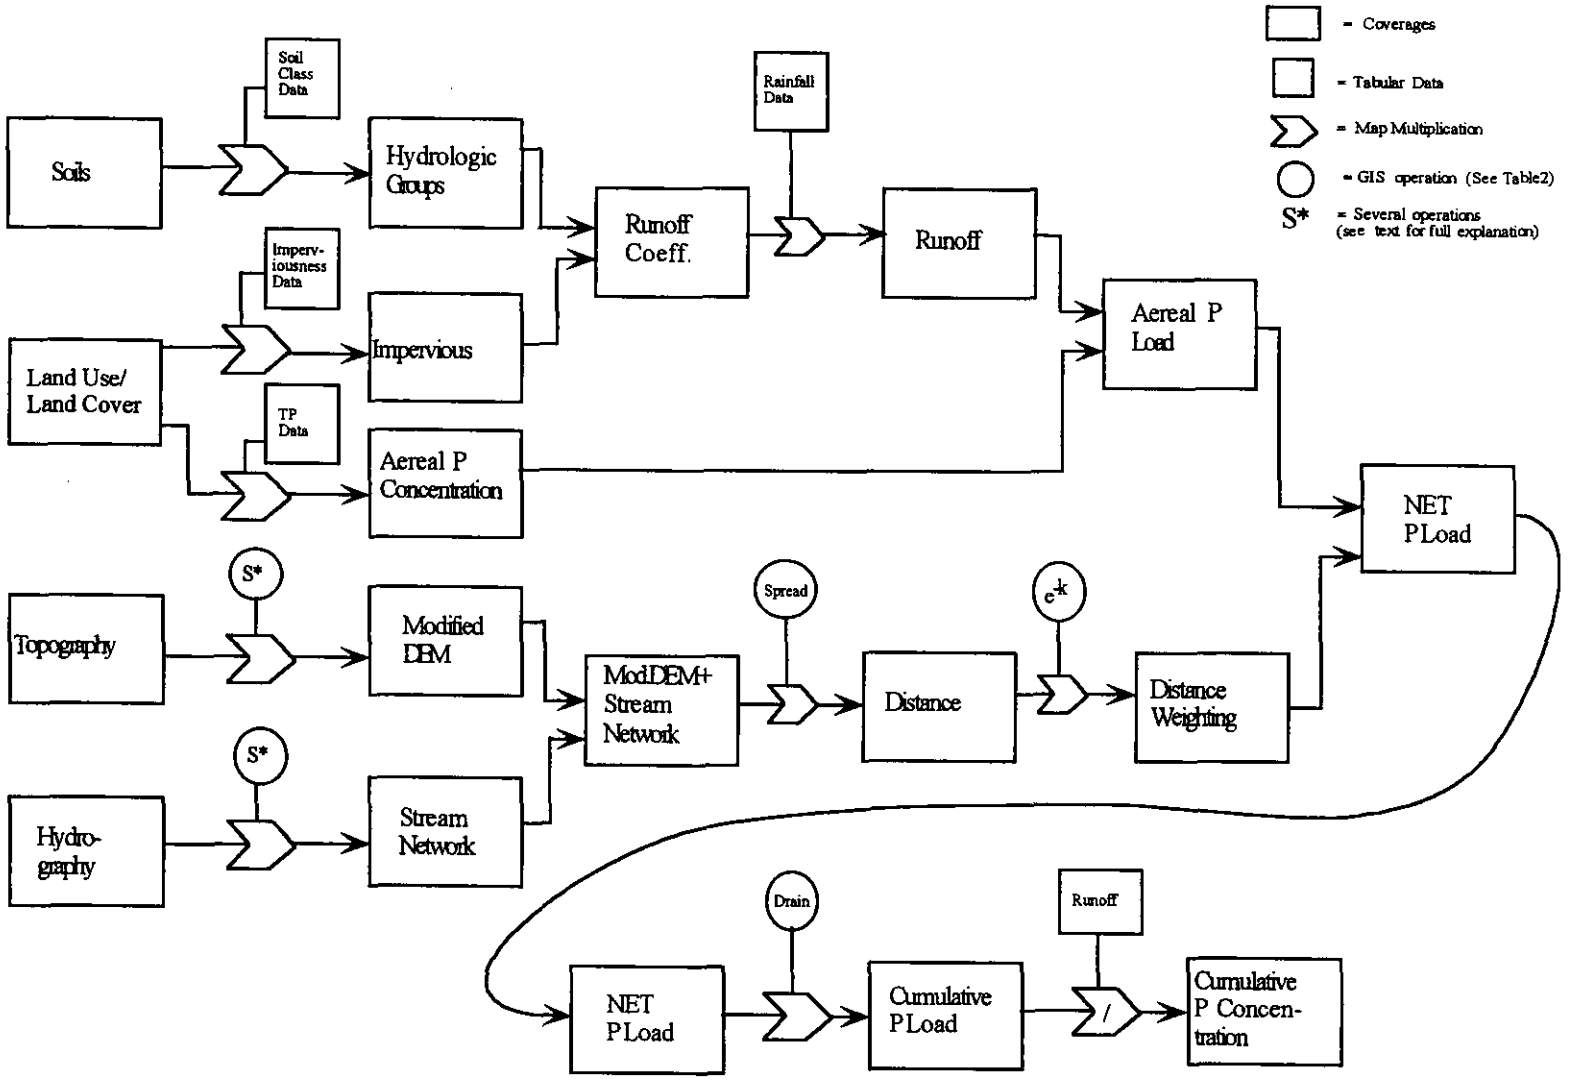 = Coverages
= Tabular Data
= Map Multiplication
= GIS operation (See Table2)
S*
= Several operations
(see text for full explanation)
Soil
Class
Data
Rainfall
Data
Soils
Hydrologic
Groups
Runoff
Coeff.
Runoff
Imperv-
iousness
Data
Impervious
Aereal P
Load
Land Use/
Land Cover
TP
Data
Aereal P
Concentration
NET
P Load
S*
Topography
Modified
DEM
Spread
e-k
Mod.DEM+
Stream
Network
Distance
Distance
Weighting
S*
Hydro-
graphy
Stream
Network
Drain
Runoff
NET
P Load
Cumulative
P Load
/
Cumulative
P Concen-
tration